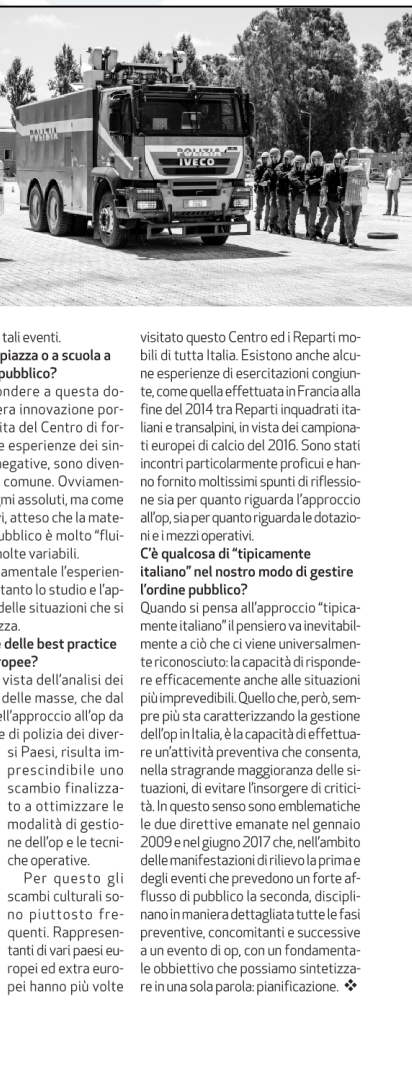 POLIZIA
POLIZIA
IVECO
tali eventi.
piazza o a scuola a
pubblico?
ondere a questa do-
era innovazione por-
ita del Centro di for-
e esperienze dei sin-
negative, sono diven-
comune. Ovviamen-
gmi assoluti, ma come
vi, atteso che la mate-
ubblico è molto “flui-
nolte variabili.
amentale l’esperien-
tanto lo studio e l’ap-
delle situazioni che si
zza.
e delle best practice
ropee?
vista dell’analisi dei
delle masse, che dal
ell’approccio all’op da
e di polizia dei diver-
si Paesi, risulta im-
prescindibile uno
scambio finalizza-
to a ottimizzare le
modalità di gestio-
ne dell’op e le tecni-
che operative.
Per questo gli
scambi culturali so-
no piuttosto fre-
quenti. Rappresen-
tanti di vari paesi eu-
ropei ed extra euro-
pei hanno più volte
visitato questo Centro ed i Reparti mo-
bili di tutta Italia. Esistono anche alcu-
ne esperienze di esercitazioni congiun-
te, come quella effettuata in Francia alla
fine del 2014 tra Reparti inquadrati ita-
liani e transalpini, in vista dei campiona-
ti europei di calcio del 2016. Sono stati
incontri particolarmente proficui e han-
no fornito moltissimi spunti di riflessio-
ne sia per quanto riguarda l’approccio
all’op, sia per quanto riguarda le dotazio-
ni e i mezzi operativi.
C’è qualcosa di “tipicamente
italiano” nel nostro modo di gestire
l’ordine pubblico?
Quando si pensa all’approccio “tipica-
mente italiano” il pensiero va inevitabil-
mente a ciò che ci viene universalmen-
te riconosciuto: la capacità di risponde-
re efficacemente anche alle situazioni
più imprevedibili. Quello che, però, sem-
pre più sta caratterizzando la gestione
dell’op in Italia, è la capacità di effettua-
re un’attività preventiva che consenta,
nella stragrande maggioranza delle si-
tuazioni, di evitare l’insorgere di critici-
tà. In questo senso sono emblematiche
le due direttive emanate nel gennaio
2009 e nel giugno 2017 che, nell’ambito
delle manifestazioni di rilievo la prima e
degli eventi che prevedono un forte af-
flusso di pubblico la seconda, discipli-
nano in maniera dettagliata tutte le fasi
preventive, concomitanti e successive
a un evento di op, con un fondamenta-
le obbiettivo che possiamo sintetizza-
re in una sola parola: pianificazione. ❖